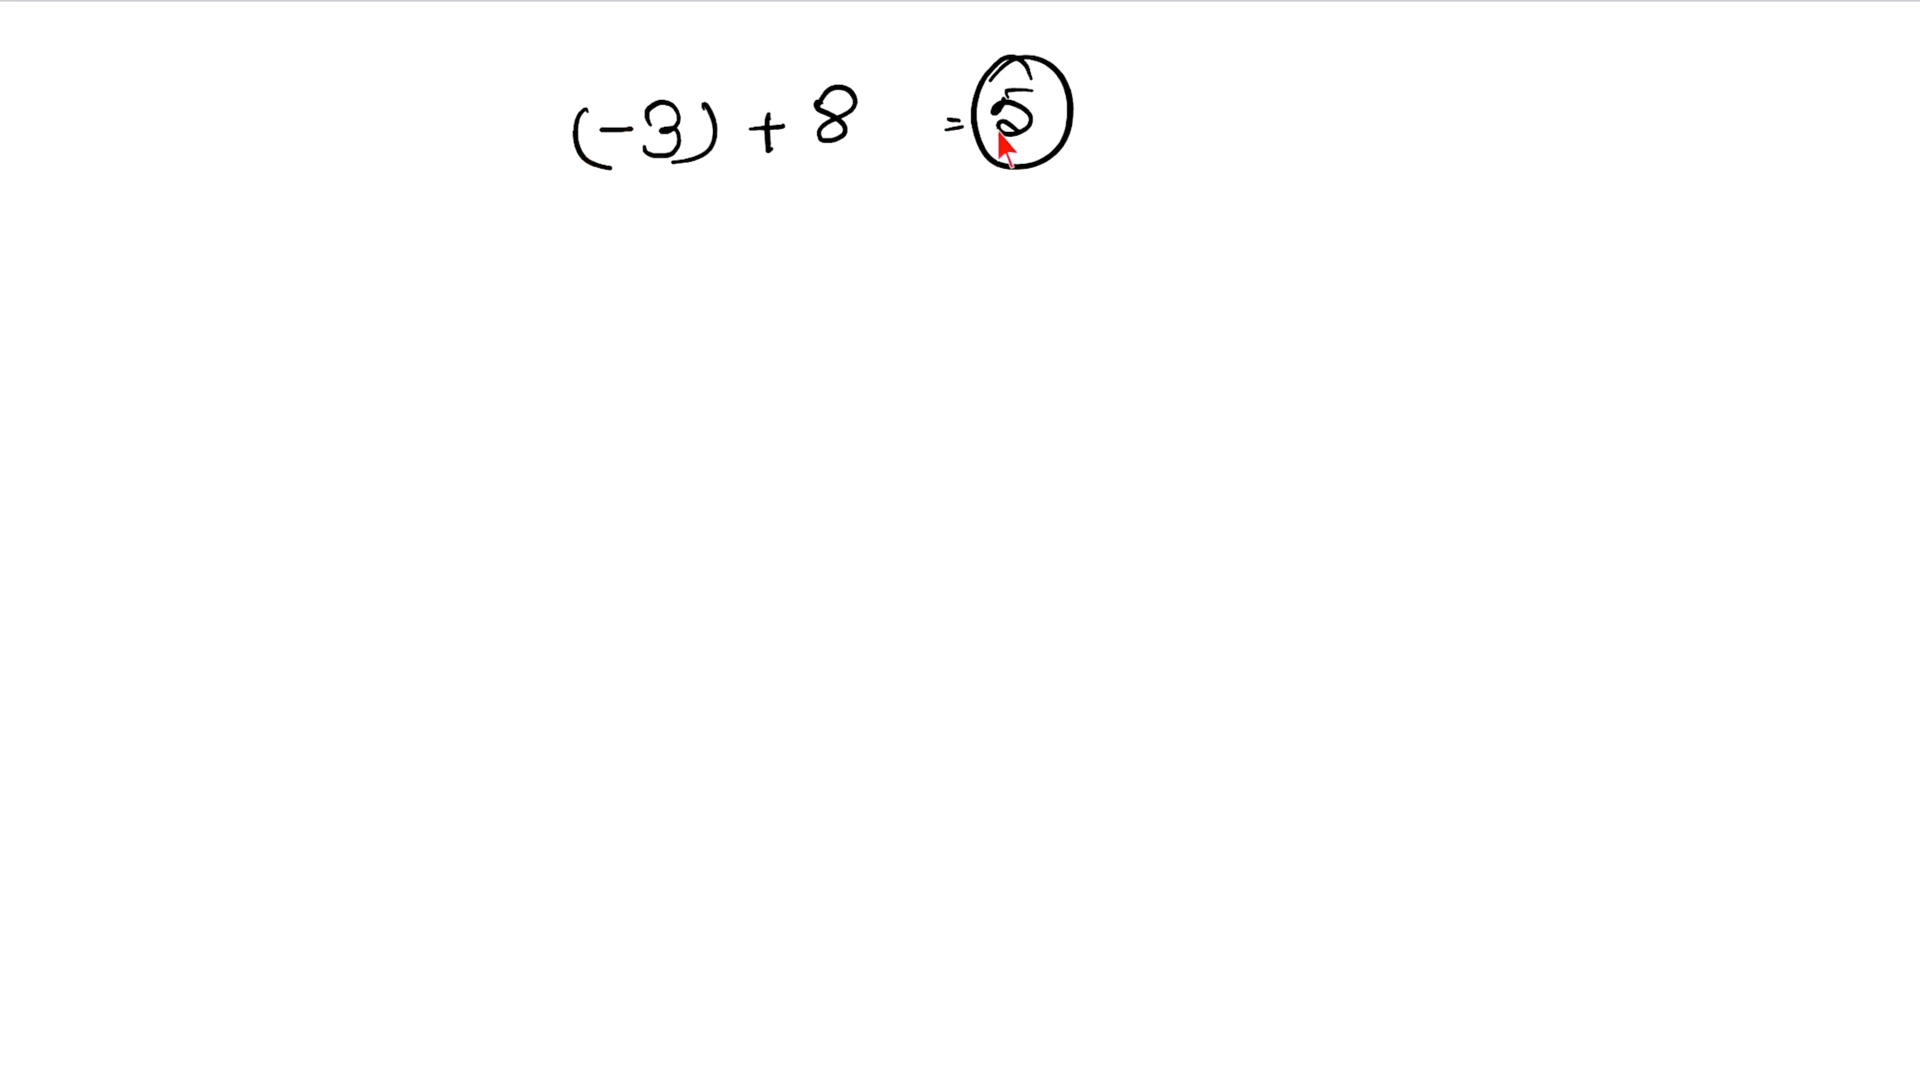 (-3) + 8 = 5